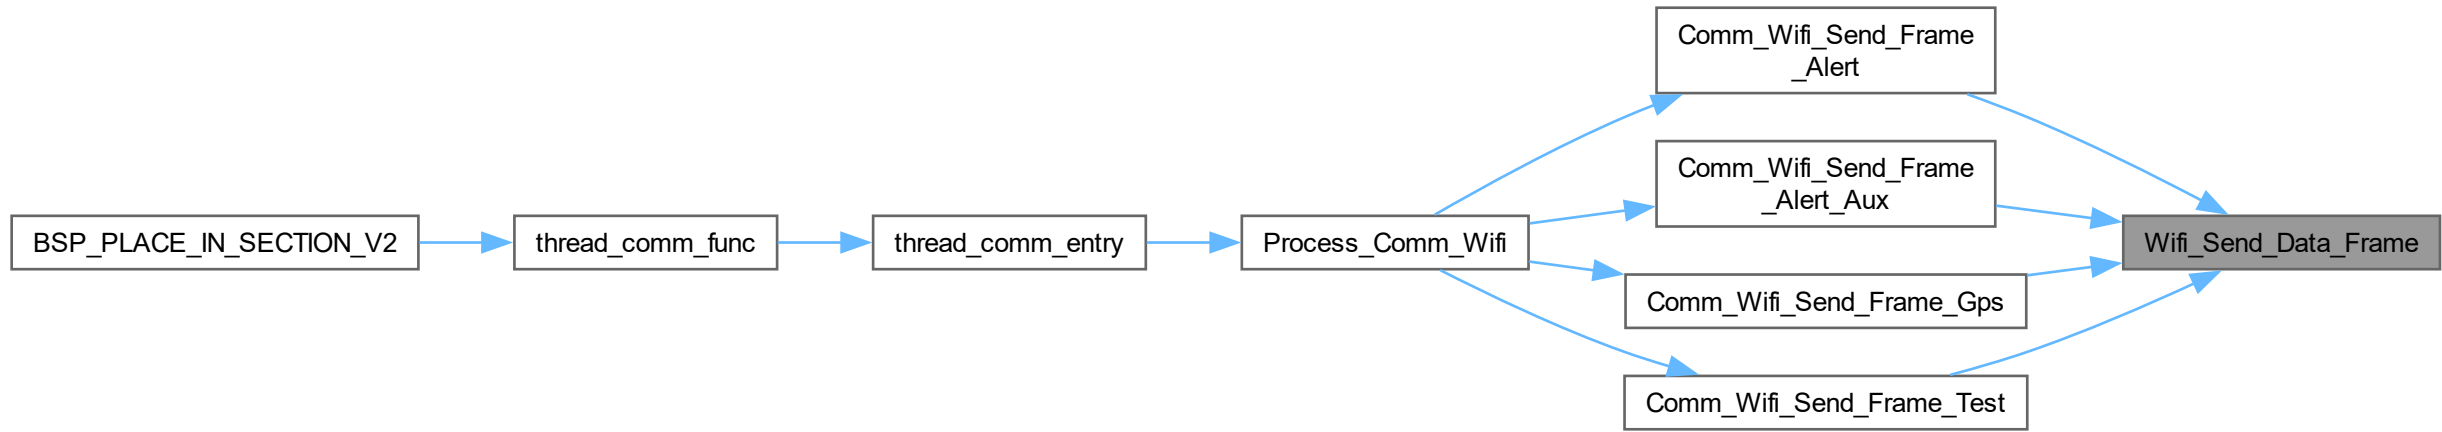 BSP_PLACE_IN_SECTION_V2
thread_comm_func
thread_comm_entry
Process_Comm_Wifi
Comm_Wifi_Send_Frame
_Alert
Comm_Wifi_Send_Frame
_Alert_Aux
Comm_Wifi_Send_Frame_Gps
Comm_Wifi_Send_Frame_Test
Wifi_Send_Data_Frame